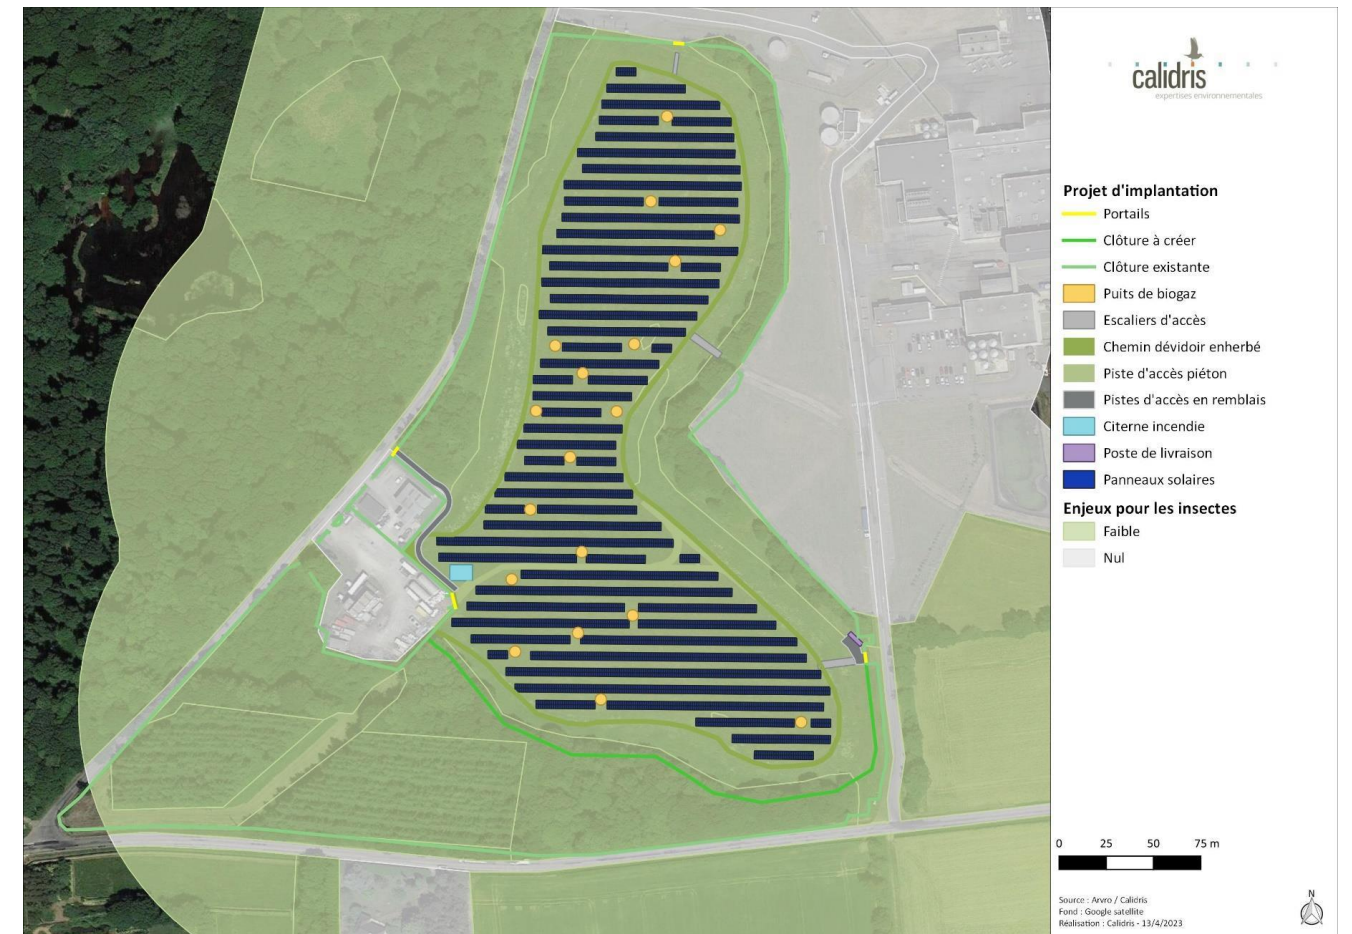 calidris
expertises environnementales
Projet d'implantation
Portails
Clôture à créer
Clôture existante
Puits de biogaz
Escaliers d'accès
Chemin dévidoir enherbé
Piste d'accès piéton
Pistes d'accès en remblais
Citerne incendie
Poste de livraison
Panneaux solaires
Enjeux pour les insectes
Faible
Nul
0 25 50 75 m
Source : Arvro / Calidris
Fond : Google satellite
Réalisation : Calidris - 13/4/2023
N